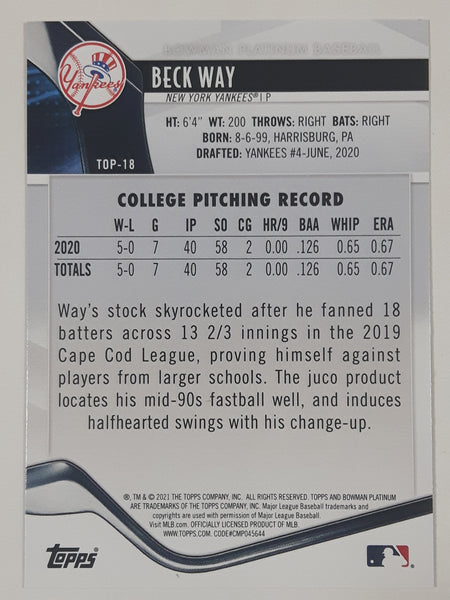 BOWMAN PLATINUM BASEBALL
Yankees
BECK WAY
NEW YORK YANKEES® | P
HT: 6'4" WT: 200 THROWS: RIGHT BATS: RIGHT
BORN: 8-6-99, HARRISBURG, PA
DRAFTED: YANKEES #4-JUNE, 2020
TOP-18
COLLEGE PITCHING RECORD
W-L G IP SO CG HR/9 BAA WHIP ERA
2020 5-0 7 40 58 2 0.00 .126 0.65 0.67
TOTALS 5-0 7 40 58 2 0.00 .126 0.65 0.67
Way's stock skyrocketed after he fanned 18
batters across 13 2/3 innings in the 2019
Cape Cod League, proving himself against
players from larger schools. The juco product
locates his mid-90s fastball well, and induces
halfhearted swings with his change-up.
®, TM & © 2021 THE TOPPS COMPANY, INC. ALL RIGHTS RESERVED. TOPPS AND BOWMAN PLATINUM
ARE TRADEMARKS OF THE TOPPS COMPANY, INC. Major League Baseball trademarks and
copyrights are used with permission of Major League Baseball.
Visit MLB.com. OFFICIALLY LICENSED PRODUCT OF MLB.
WWW.TOPPS.COM. CODE#CMP045644
topps